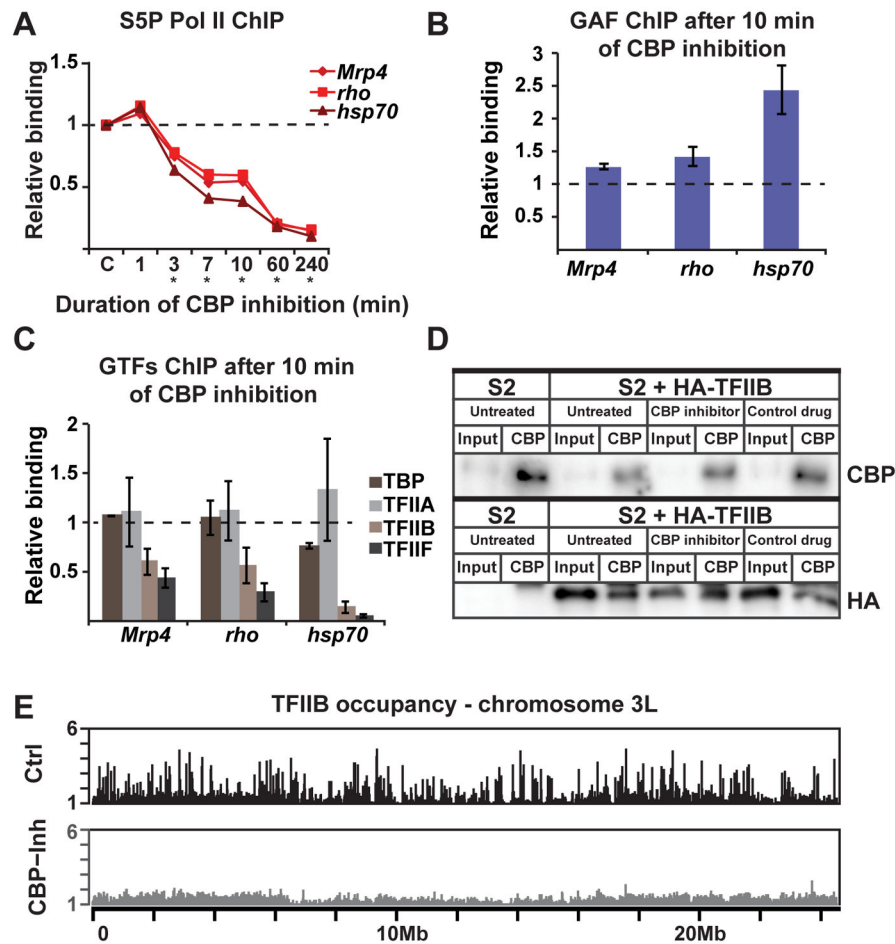 A
S5P Pol II ChIP
Relative binding
1.5
1
0.5
Mrp4
rho
hsp70
C 1 3 7 10 60 240
* * * * *
Duration of CBP inhibition (min)
B
GAF ChIP after 10 min
of CBP inhibition
Relative binding
3
2.5
2
1.5
1
0.5
Mrp4 rho hsp70
C
GTFs ChIP after 10 min
of CBP inhibition
Relative binding
2
1.5
1
0.5
TBP
TFIIA
TFIIB
TFIIF
Mrp4 rho hsp70
D
S2 S2 + HA-TFIIB
Untreated Untreated CBP inhibitor Control drug
Input CBP Input CBP Input CBP Input CBP
CBP
S2 S2 + HA-TFIIB
Untreated Untreated CBP inhibitor Control drug
Input CBP Input CBP Input CBP Input CBP
HA
E
TFIIB occupancy - chromosome 3L
Ctrl
6
1
CBP-Inh
6
1
0 10Mb 20Mb